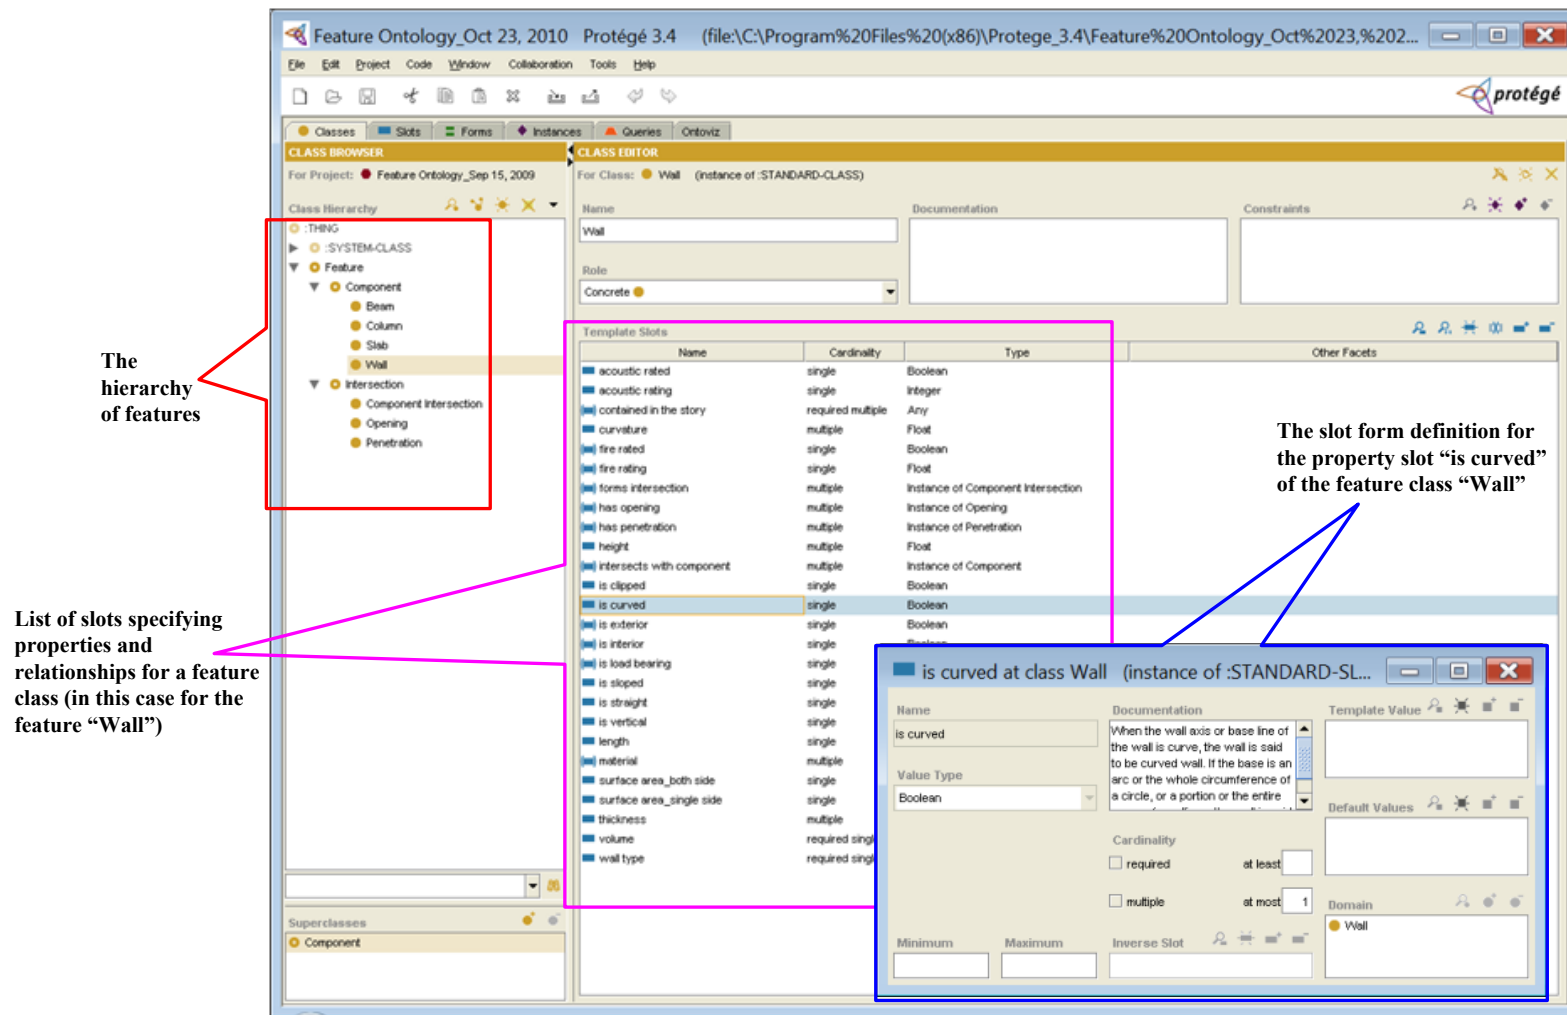 Feature Ontology_Oct 23, 2010 Protégé 3.4 (file:\C:\Program%20Files%20(x86)\Protege_3.4\Feature%20Ontology_Oct%2023,%202...
File Edit Project Code Window Collaboration Tools Help
protégé
Classes Slots Forms Instances Queries Ontoviz
CLASS BROWSER
For Project: Feature Ontology_Sep 15, 2009
Class Hierarchy
:THING
:SYSTEM-CLASS
Feature
Component
Beam
Column
Slab
Wall
Intersection
Component Intersection
Opening
Penetration
Superclasses
Component
CLASS EDITOR
For Class: Wall (instance of :STANDARD-CLASS)
Name
Wall
Role
Concrete
Documentation
Constraints
Template Slots
Name Cardinality Type Other Facets
acoustic rated single Boolean
acoustic rating single Integer
contained in the story required multiple Any
curvature multiple Float
fire rated single Boolean
fire rating single Float
forms intersection multiple Instance of Component Intersection
has opening multiple Instance of Opening
has penetration multiple Instance of Penetration
height multiple Float
intersects with component multiple Instance of Component
is clipped single Boolean
is curved single Boolean
is exterior single Boolean
is interior single
is load bearing single
is sloped single
is straight single
is vertical single
length single
material multiple
surface area_both side single
surface area_single side single
thickness multiple
volume required singl
wall type required singl
is curved at class Wall (instance of :STANDARD-SL...
Name
is curved
Value Type
Boolean
Minimum Maximum
Documentation
When the wall axis or base line of
the wall is curve, the wall is said
to be curved wall. If the base is an
arc or the whole circumference of
a circle, or a portion or the entire
Cardinality
required at least
multiple at most 1
Inverse Slot
Template Value
Default Values
Domain
Wall
The
hierarchy
of features
List of slots specifying
properties and
relationships for a feature
class (in this case for the
feature “Wall”)
The slot form definition for
the property slot “is curved”
of the feature class “Wall”